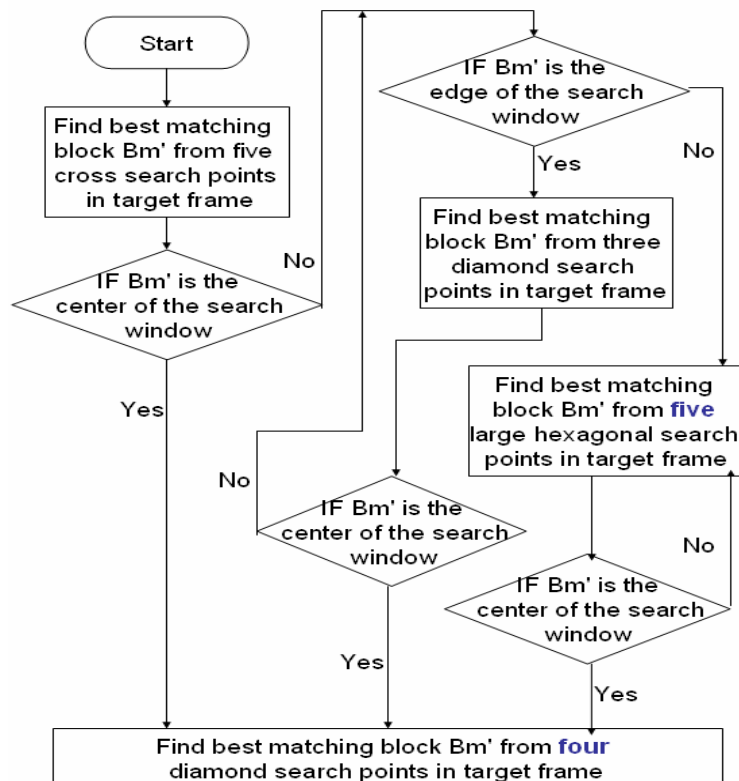 Start
Find best matching
block Bm' from five
cross search points
in target frame
IF Bm' is the
center of the search
window
No
Yes
IF Bm' is the
edge of the search
window
No
Yes
Find best matching
block Bm' from three
diamond search
points in target frame
IF Bm' is the
center of the search
window
No
Yes
Find best matching
block Bm' from five
large hexagonal search
points in target frame
IF Bm' is the
center of the search
window
No
Yes
Find best matching block Bm' from four
diamond search points in target frame